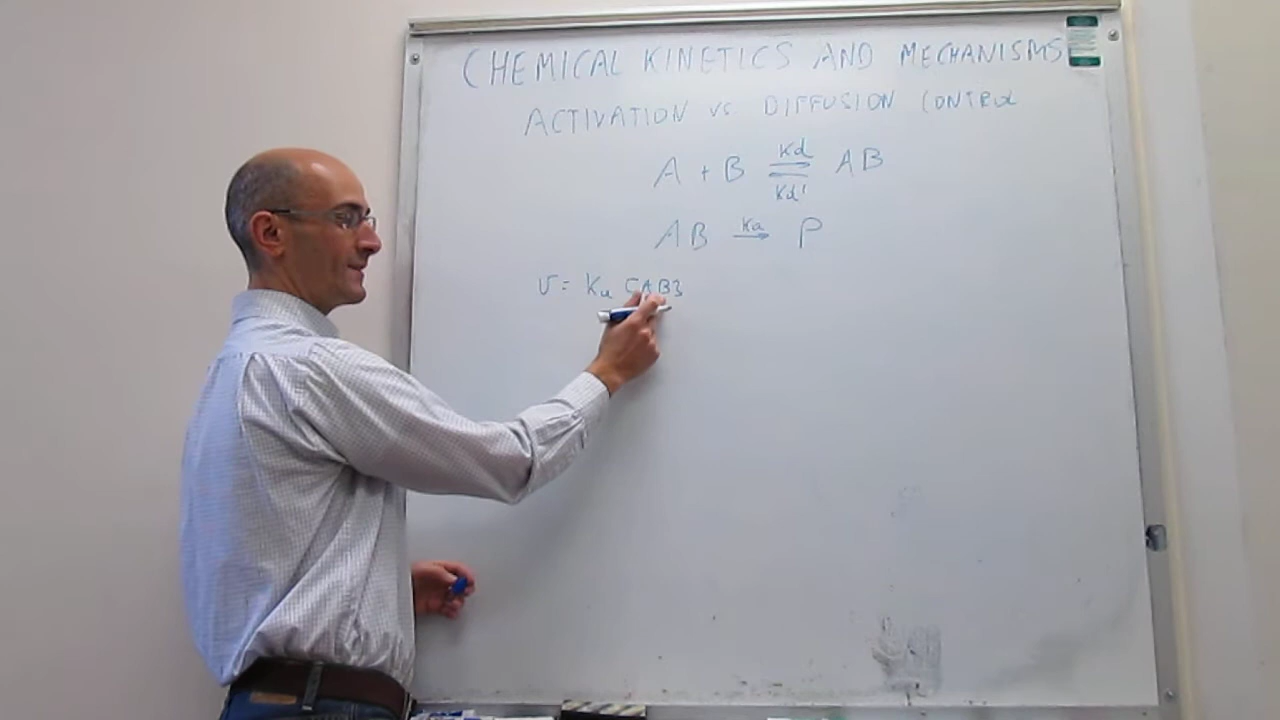 CHEMICAL KINETICS AND MECHANISMS
ACTIVATION vs DIFFUSION CONTROL
A + B ⇌ AB
Kd
Kd'
AB → P
Ka
v = Ka [AB]